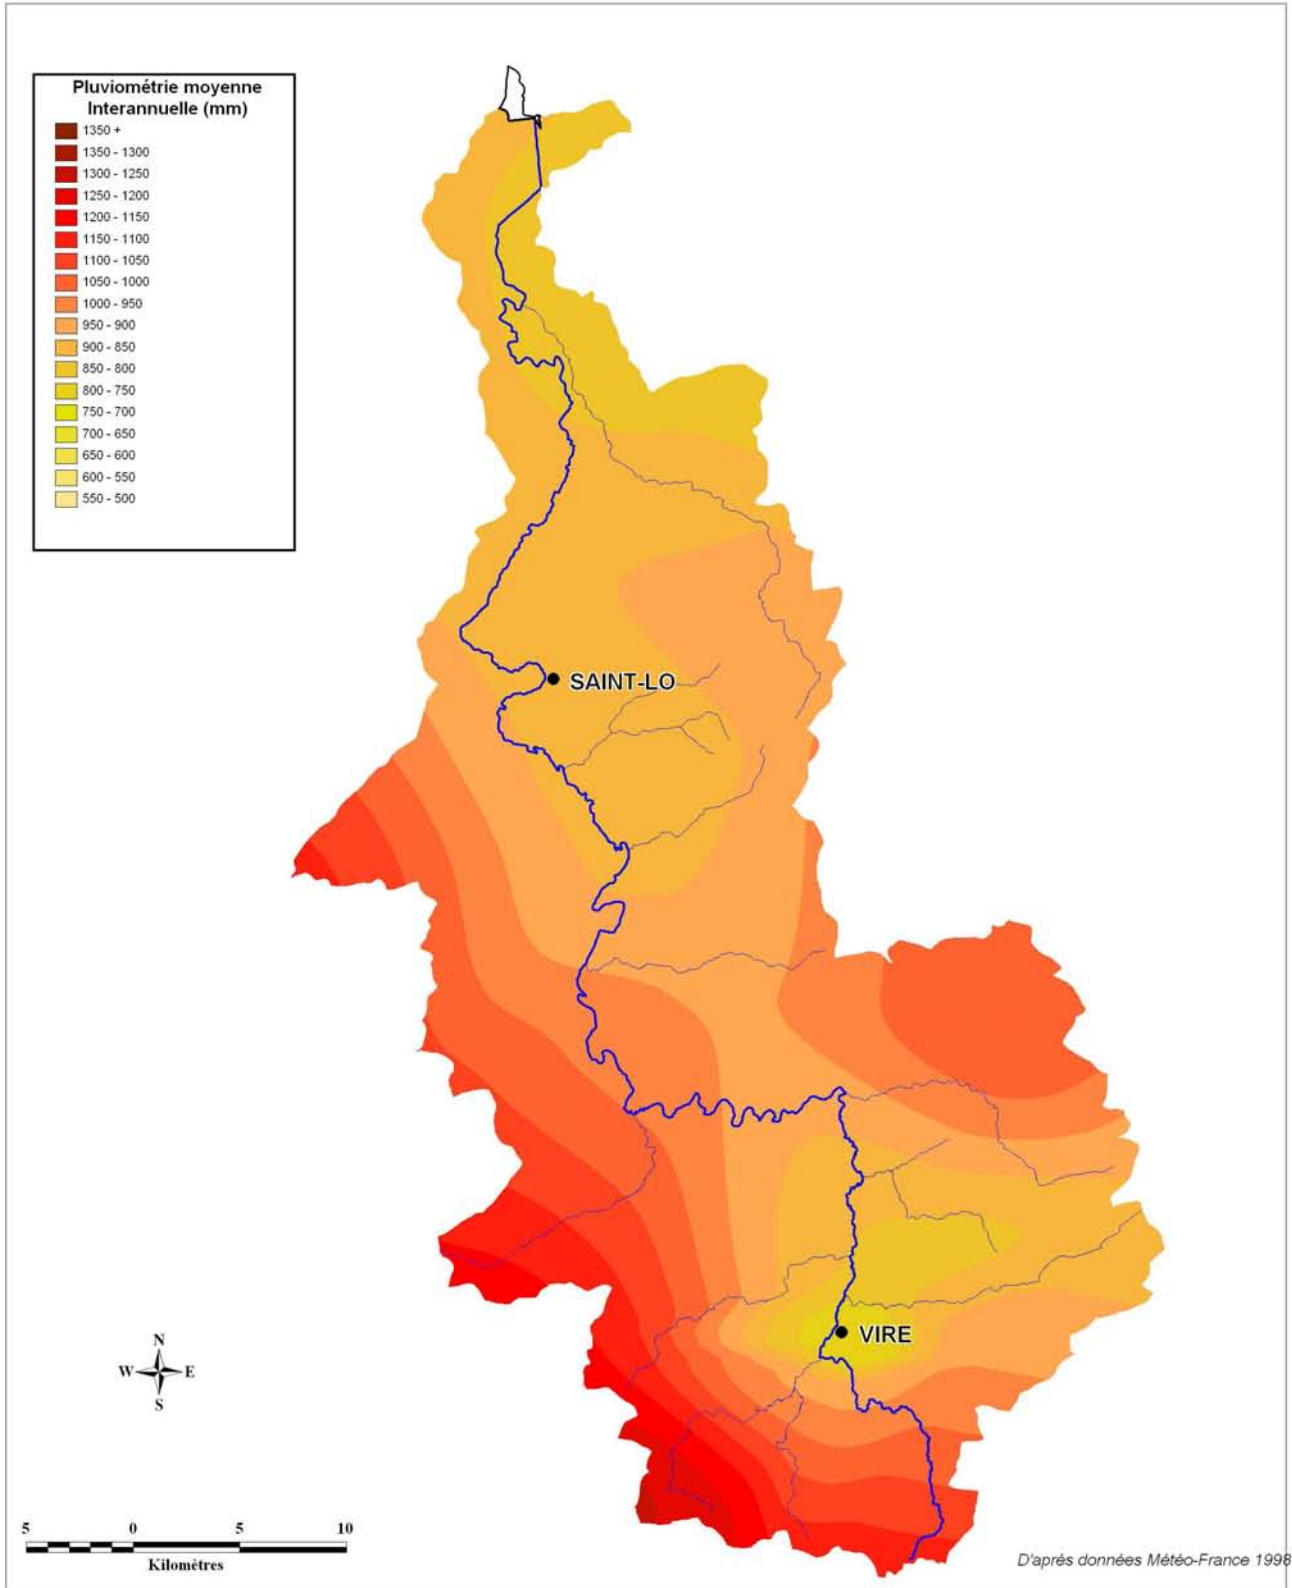 Pluviométrie moyenne
Interannuelle (mm)
1350 +
1350 - 1300
1300 - 1250
1250 - 1200
1200 - 1150
1150 - 1100
1100 - 1050
1050 - 1000
1000 - 950
950 - 900
900 - 850
850 - 800
800 - 750
750 - 700
700 - 650
650 - 600
600 - 550
550 - 500
SAINT-LO
VIRE
N
W E
S
5 0 5 10
Kilomètres
D'aprés données Météo-France 1998